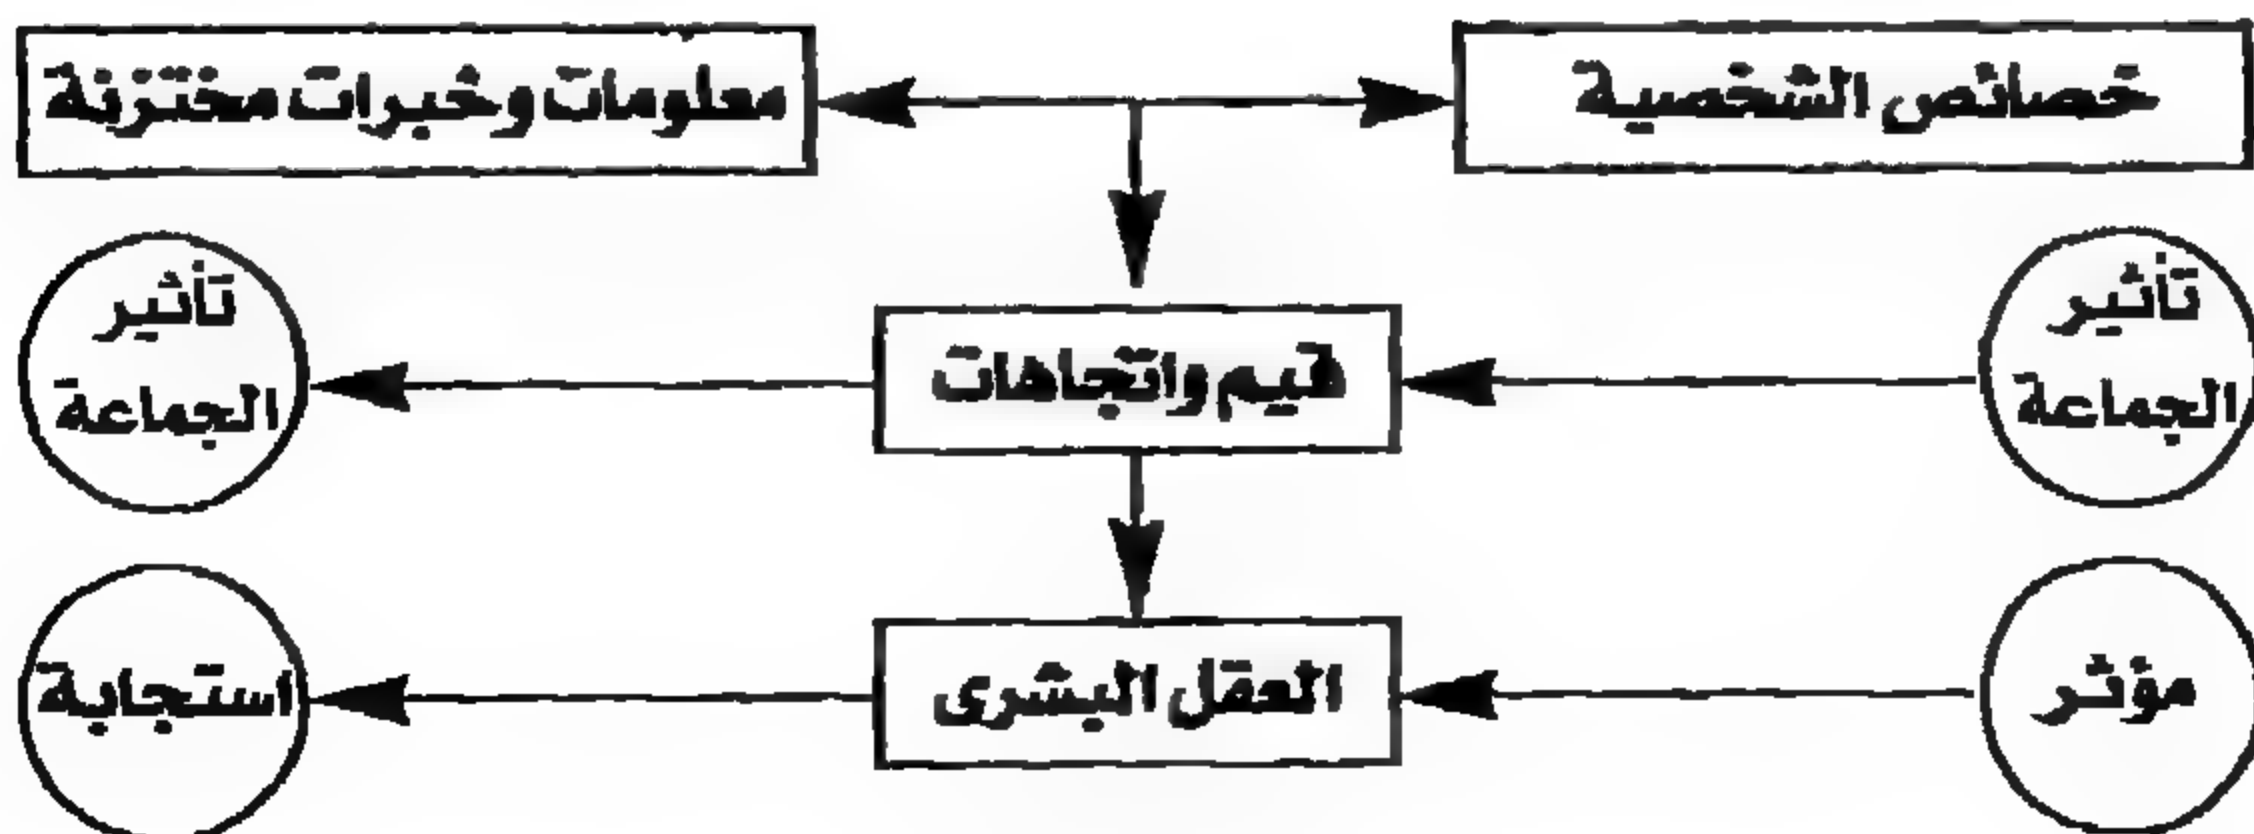 خصائص الشخصية
معلومات وخبرات مختزنة
تأثير
الجماعة
قيم واتجاهات
تأثير
الجماعة
مؤثر
العقل البشرى
استجابة